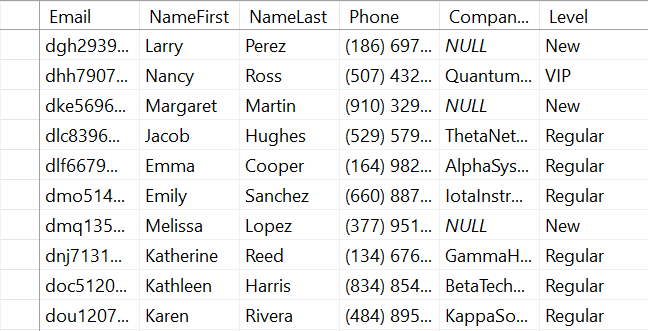 Email NameFirst NameLast Phone Compan... Level
dgh2939... Larry Perez (186) 697... NULL New
dhh7907... Nancy Ross (507) 432... Quantum... VIP
dke5696... Margaret Martin (910) 329... NULL New
dlc8396... Jacob Hughes (529) 579... ThetaNet... Regular
dlf6679... Emma Cooper (164) 982... AlphaSys... Regular
dmo514... Emily Sanchez (660) 887... IotaInstr... Regular
dmq135... Melissa Lopez (377) 951... NULL New
dnj7131... Katherine Reed (134) 676... GammaH... Regular
doc5120... Kathleen Harris (834) 854... BetaTech... Regular
dou1207... Karen Rivera (484) 895... KappaSo... Regular